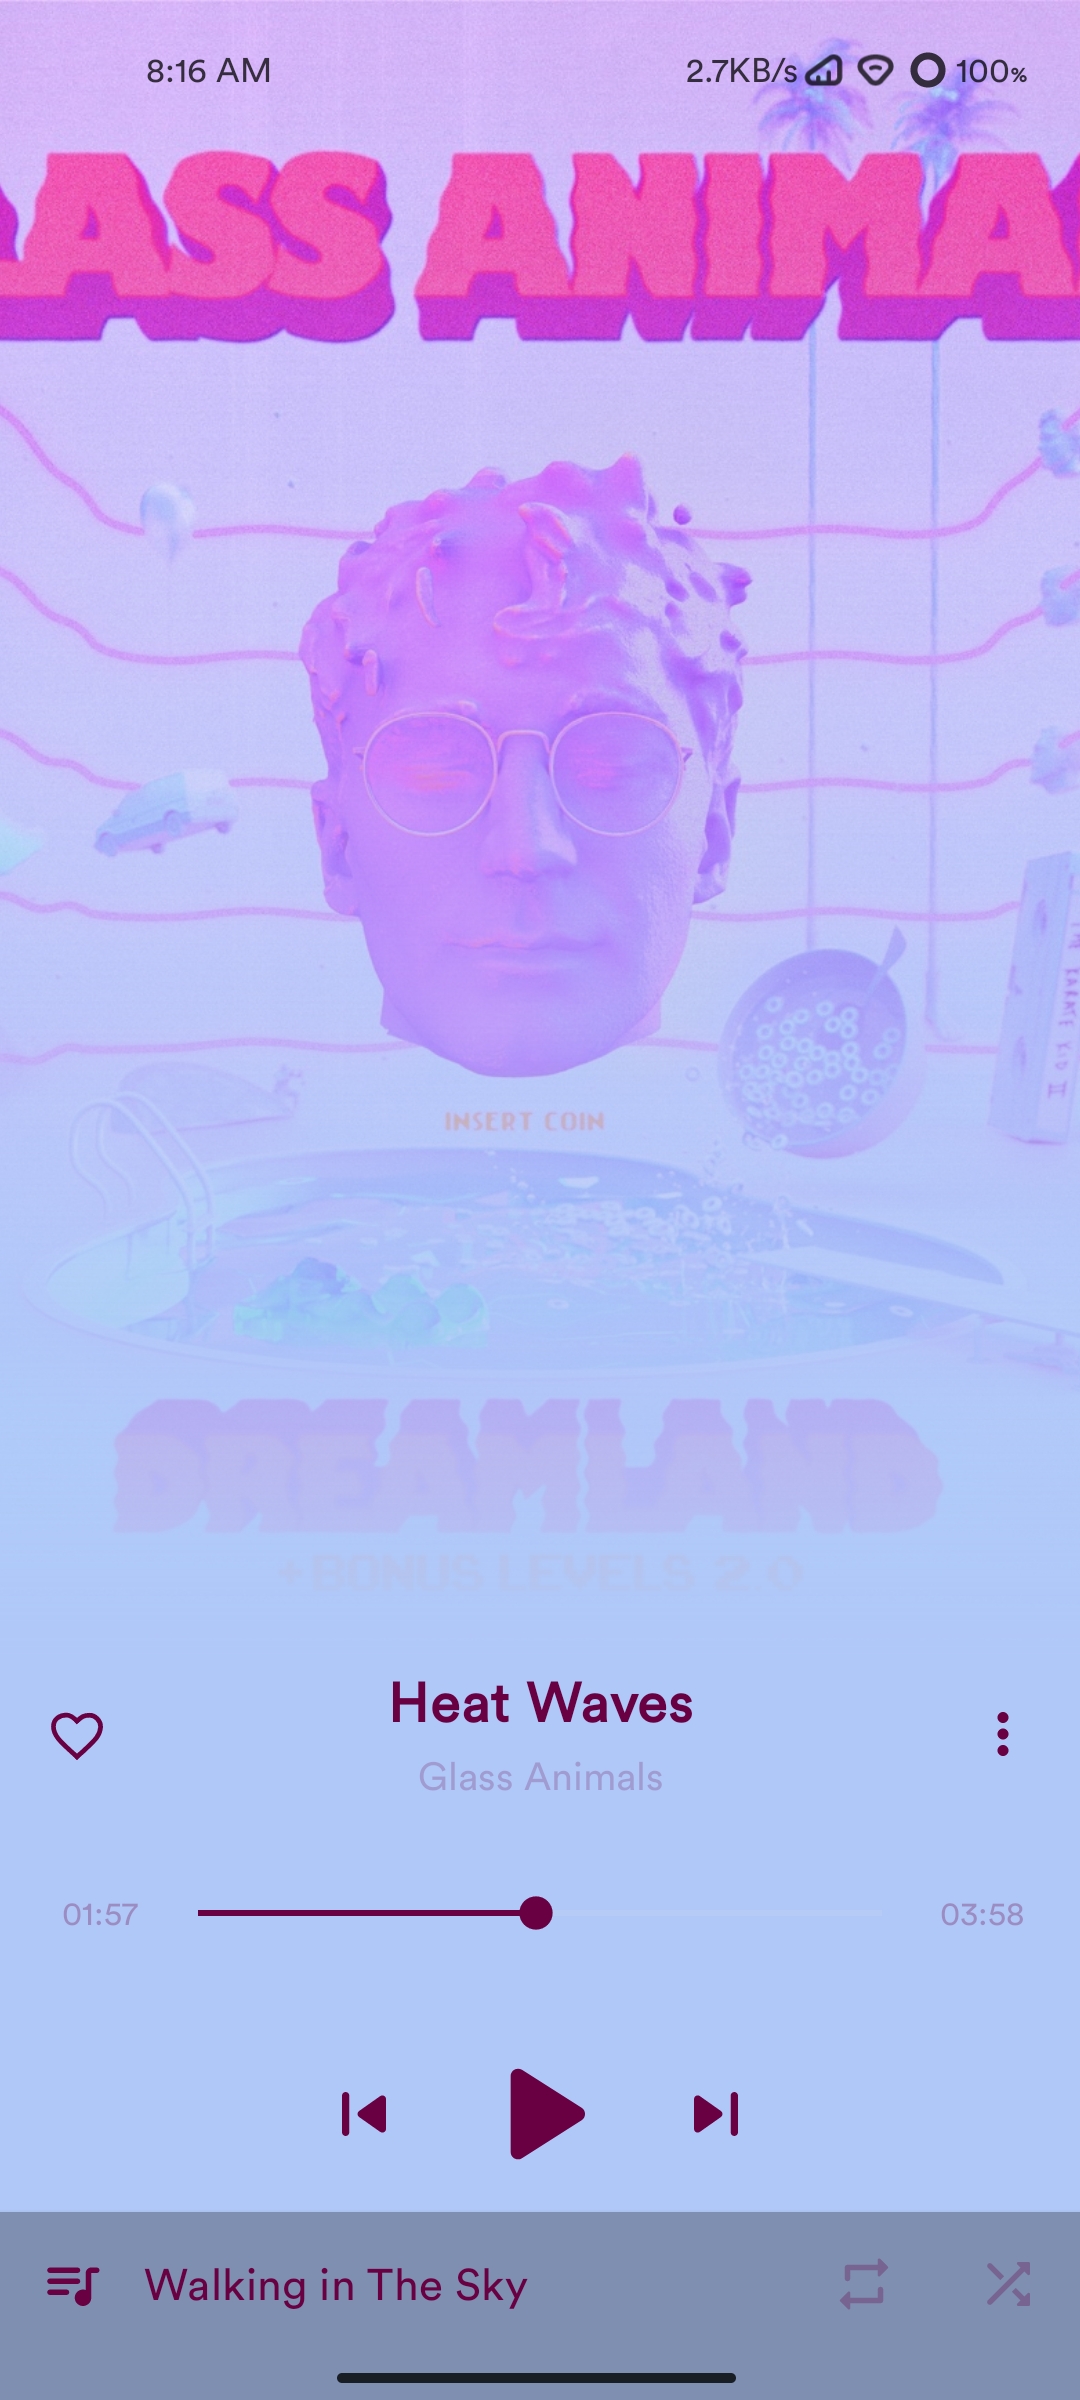 8:16 AM 2.7KB/s 100%
LASS ANIMA
INSERT COIN
DREAMLAND
+BONUS LEVELS 2 0
Heat Waves
Glass Animals
01:57 03:58
Walking in The Sky